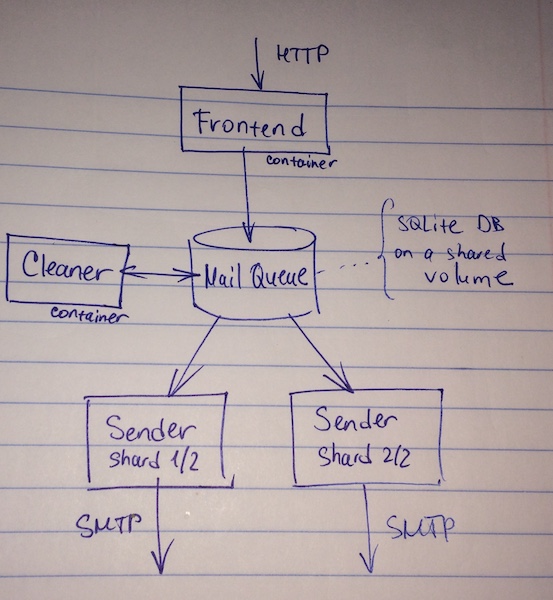 HTTP
Frontend
container
SQLite DB
on a shared
volume
Cleaner
container
Mail Queue
Sender
Shard 1/2
Sender
Shard 2/2
SMTP
SMTP